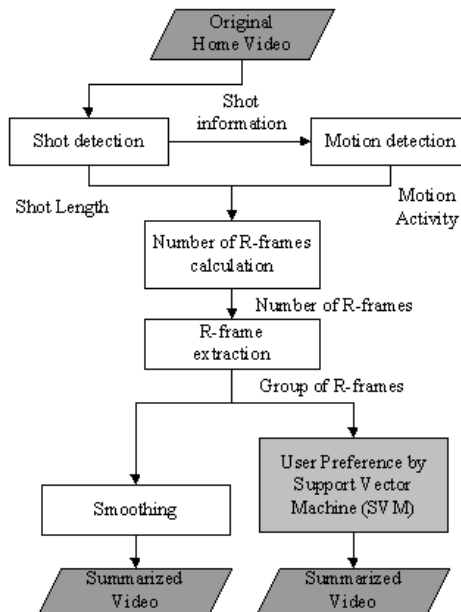 Original
Home Video
Shot
information
Shot detection
Motion detection
Shot Length
Motion
Activity
Number of R-frames
calculation
Number of R-frames
R-frame
extraction
Group of R-frames
User Preference by
Support Vector
Machine (SVM)
Smoothing
Summarized
Video
Summarized
Video